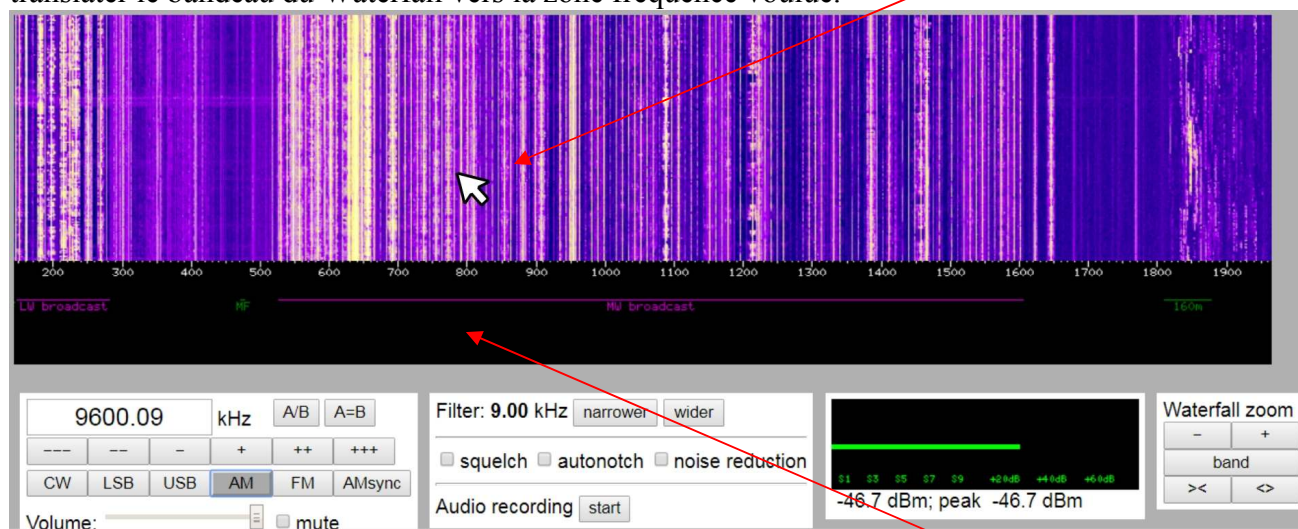 translater le bandeau du Waterfall vers la zone fréquence voulue.
200 300 400 500 600 700 800 900 1000 1100 1200 1300 1400 1500 1600 1700 1800 1900
LW broadcast MF MW broadcast 160m
9600.09 kHz A/B A=B
--- -- - + ++ +++
CW LSB USB AM FM AMsync
Volume: mute
Filter: 9.00 kHz narrower wider
squelch autonotch noise reduction
Audio recording start
S1 S3 S5 S7 S9 +20dB +40dB +60dB
-46.7 dBm; peak -46.7 dBm
Waterfall zoom
- +
band
>< <>